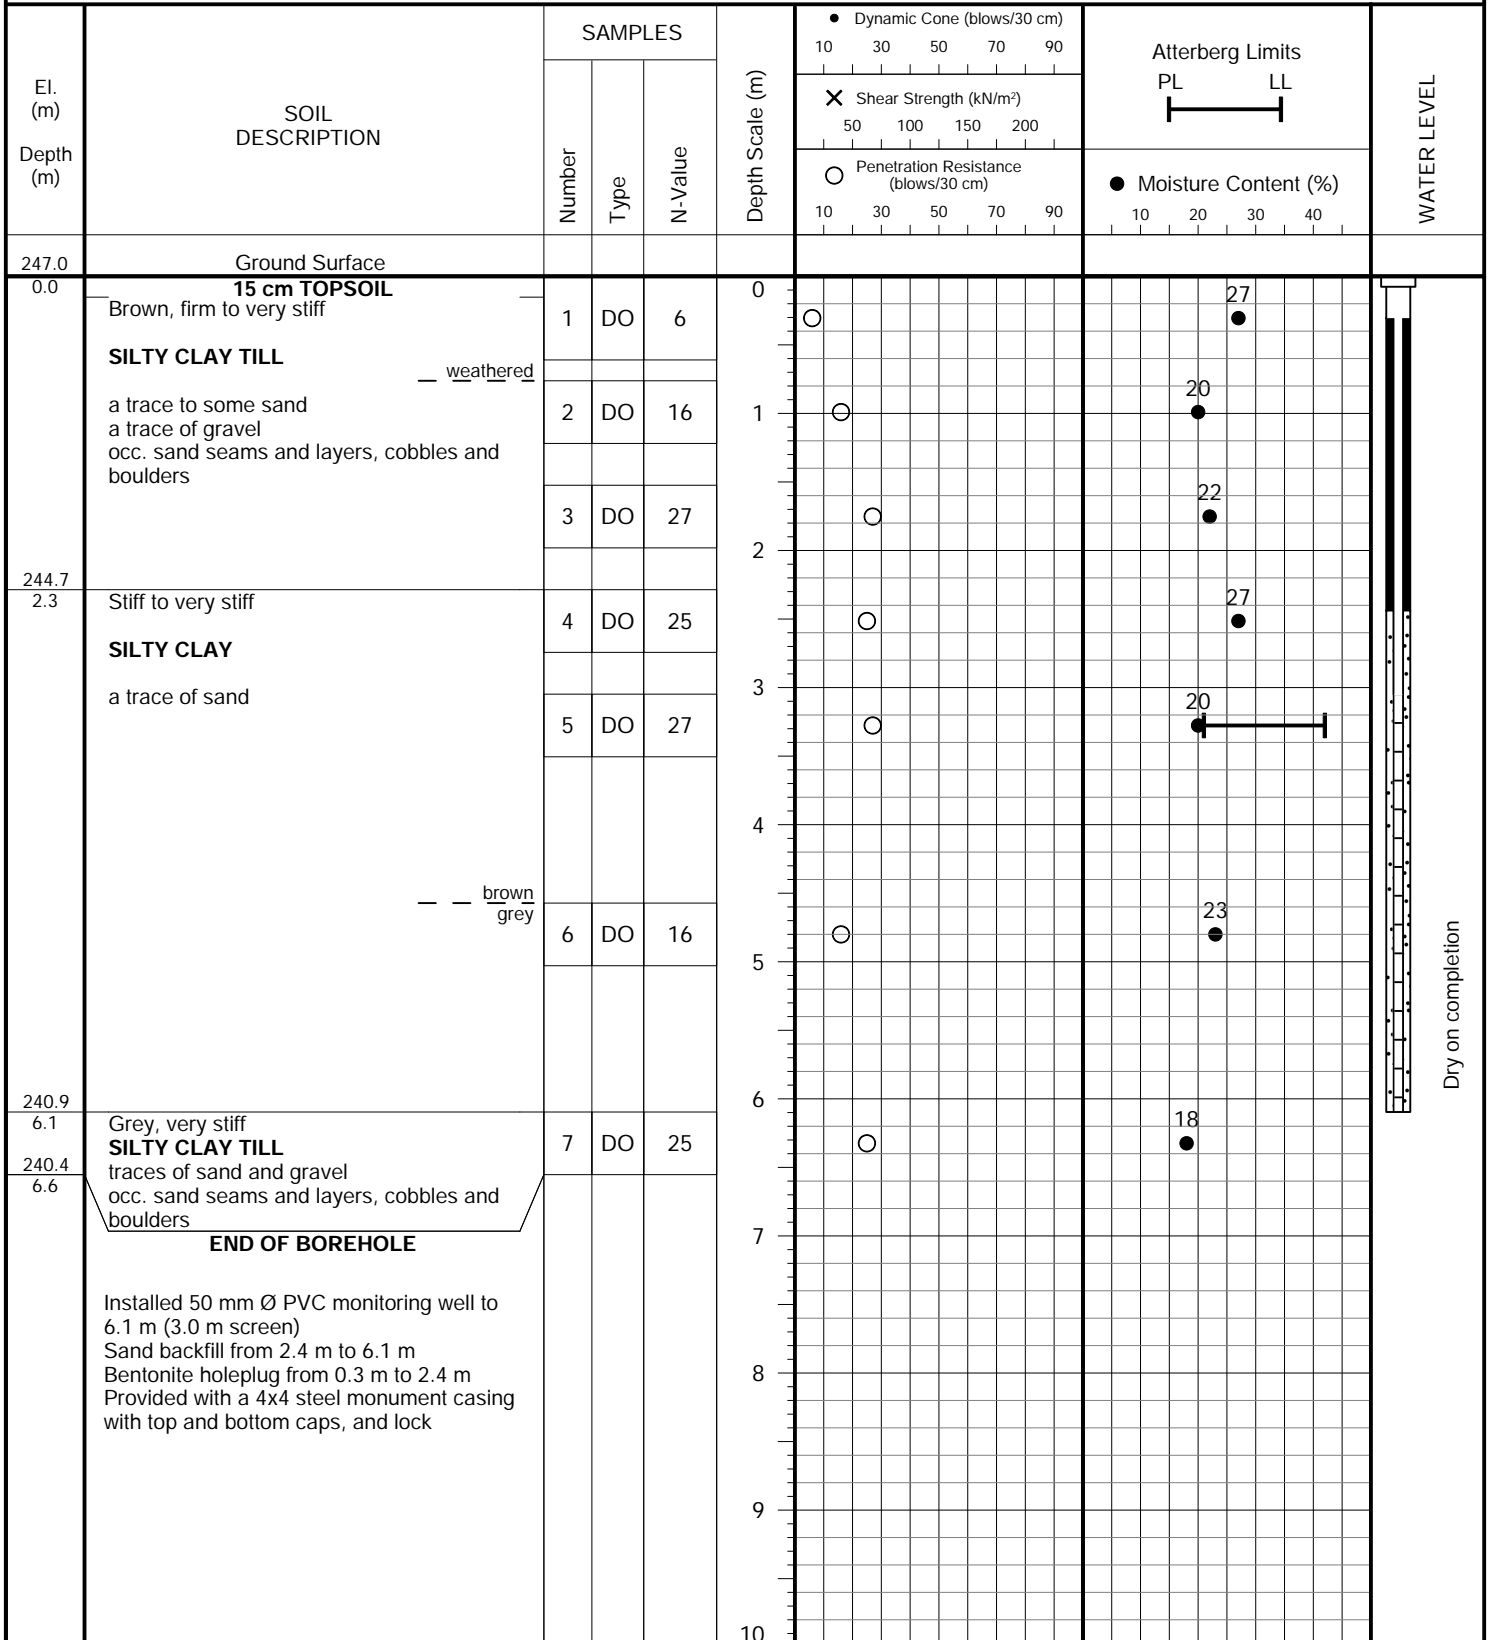 El.
(m)
Depth
(m)
SOIL
DESCRIPTION
SAMPLES
Number
Type
N-Value
Depth Scale (m)
• Dynamic Cone (blows/30 cm)
10 30 50 70 90
Shear Strength (kN/m²)
50 100 150 200
Penetration Resistance
(blows/30 cm)
10 30 50 70 90
Atterberg Limits
PL LL
● Moisture Content (%)
10 20 30 40
WATER LEVEL
247.0 Ground Surface
0.0 15 cm TOPSOIL 0
Brown, firm to very stiff
1 DO 6 27
SILTY CLAY TILL
weathered
a trace to some sand
2 DO 16 1 20
a trace of gravel
occ. sand seams and layers, cobbles and
boulders
3 DO 27 22
2
244.7
2.3 Stiff to very stiff
4 DO 25 27
SILTY CLAY
3
a trace of sand
5 DO 27 20
4
brown
grey
6 DO 16 23
5
Dry on completion
6
240.9
6.1 Grey, very stiff
SILTY CLAY TILL
7 DO 25 18
240.4 traces of sand and gravel
6.6 occ. sand seams and layers, cobbles and
boulders
7
END OF BOREHOLE
Installed 50 mm Ø PVC monitoring well to
6.1 m (3.0 m screen)
Sand backfill from 2.4 m to 6.1 m
Bentonite holeplug from 0.3 m to 2.4 m
8
Provided with a 4x4 steel monument casing
with top and bottom caps, and lock
9
10